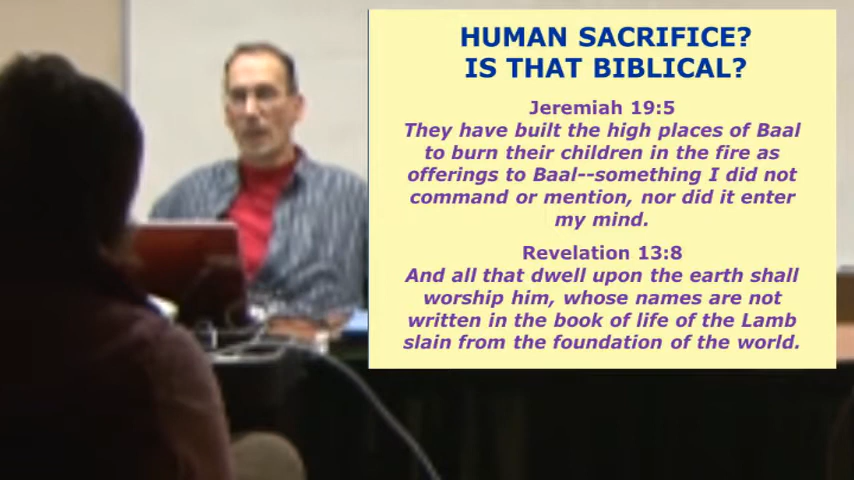 HUMAN SACRIFICE?
IS THAT BIBLICAL?
Jeremiah 19:5
They have built the high places of Baal
to burn their children in the fire as
offerings to Baal--something I did not
command or mention, nor did it enter
my mind.
Revelation 13:8
And all that dwell upon the earth shall
worship him, whose names are not
written in the book of life of the Lamb
slain from the foundation of the world.